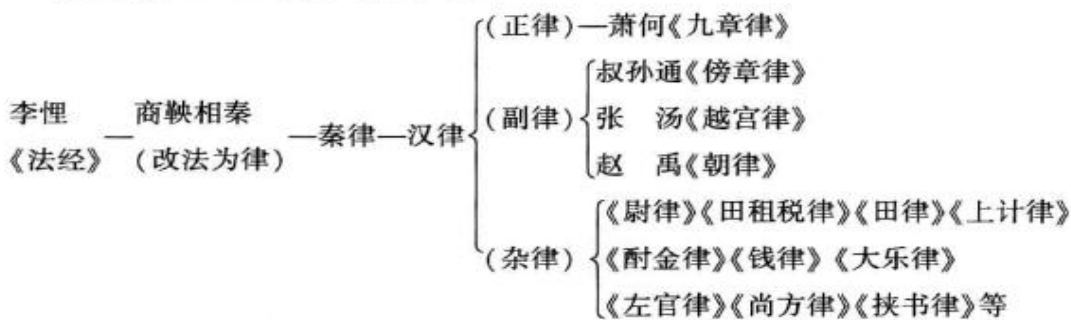 李悝
《法经》
—
商鞅相秦
(改法为律)
—秦律—汉律
(正律)—萧何《九章律》
(副律)
叔孙通《傍章律》
张 汤《越宫律》
赵 禹《朝律》
(杂律)
《尉律》《田租税律》《田律》《上计律》
《酎金律》《钱律》《大乐律》
《左官律》《尚方律》《挟书律》等